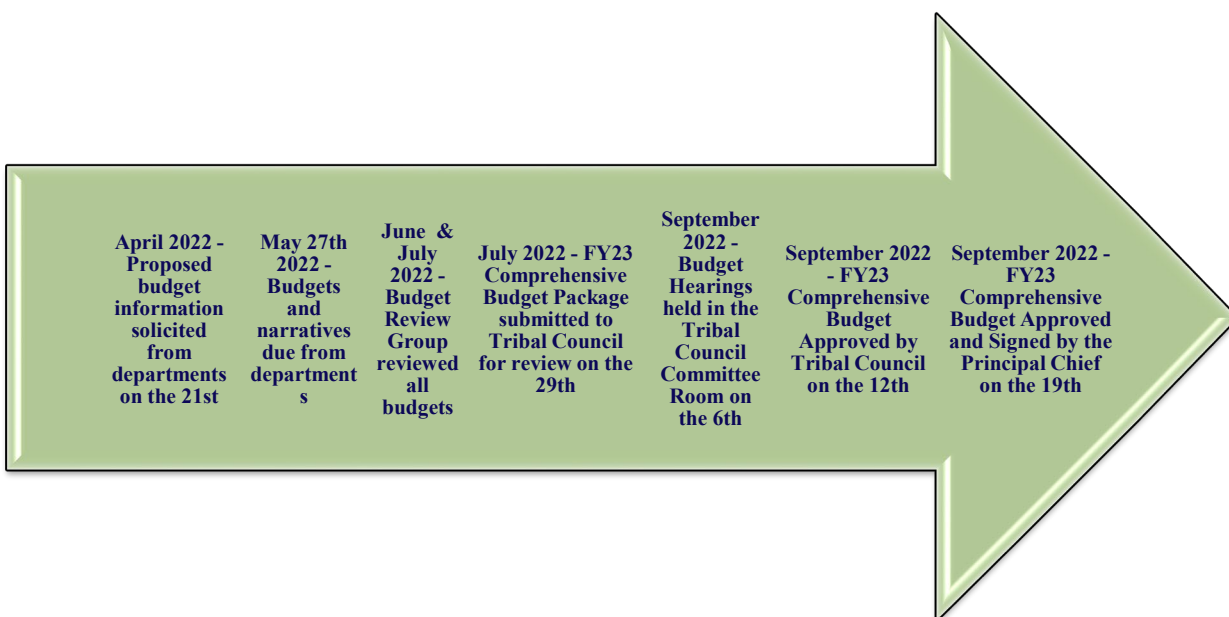 April 2022 -
Proposed
budget
information
solicited
from
departments
on the 21st
May 27th
2022 -
Budgets
and
narratives
due from
department
s
June & 
July
2022 -
Budget
Review
Group
reviewed
all
budgets
July 2022 - FY23
Comprehensive
Budget Package
submitted to
Tribal Council
for review on the
29th
September
2022 -
Budget
Hearings
held in the
Tribal
Council
Committee
Room on
the 6th
September 2022
- FY23
Comprehensive
Budget
Approved by
Tribal Council
on the 12th
September 2022 -
FY23
Comprehensive
Budget Approved
and Signed by the
Principal Chief
on the 19th